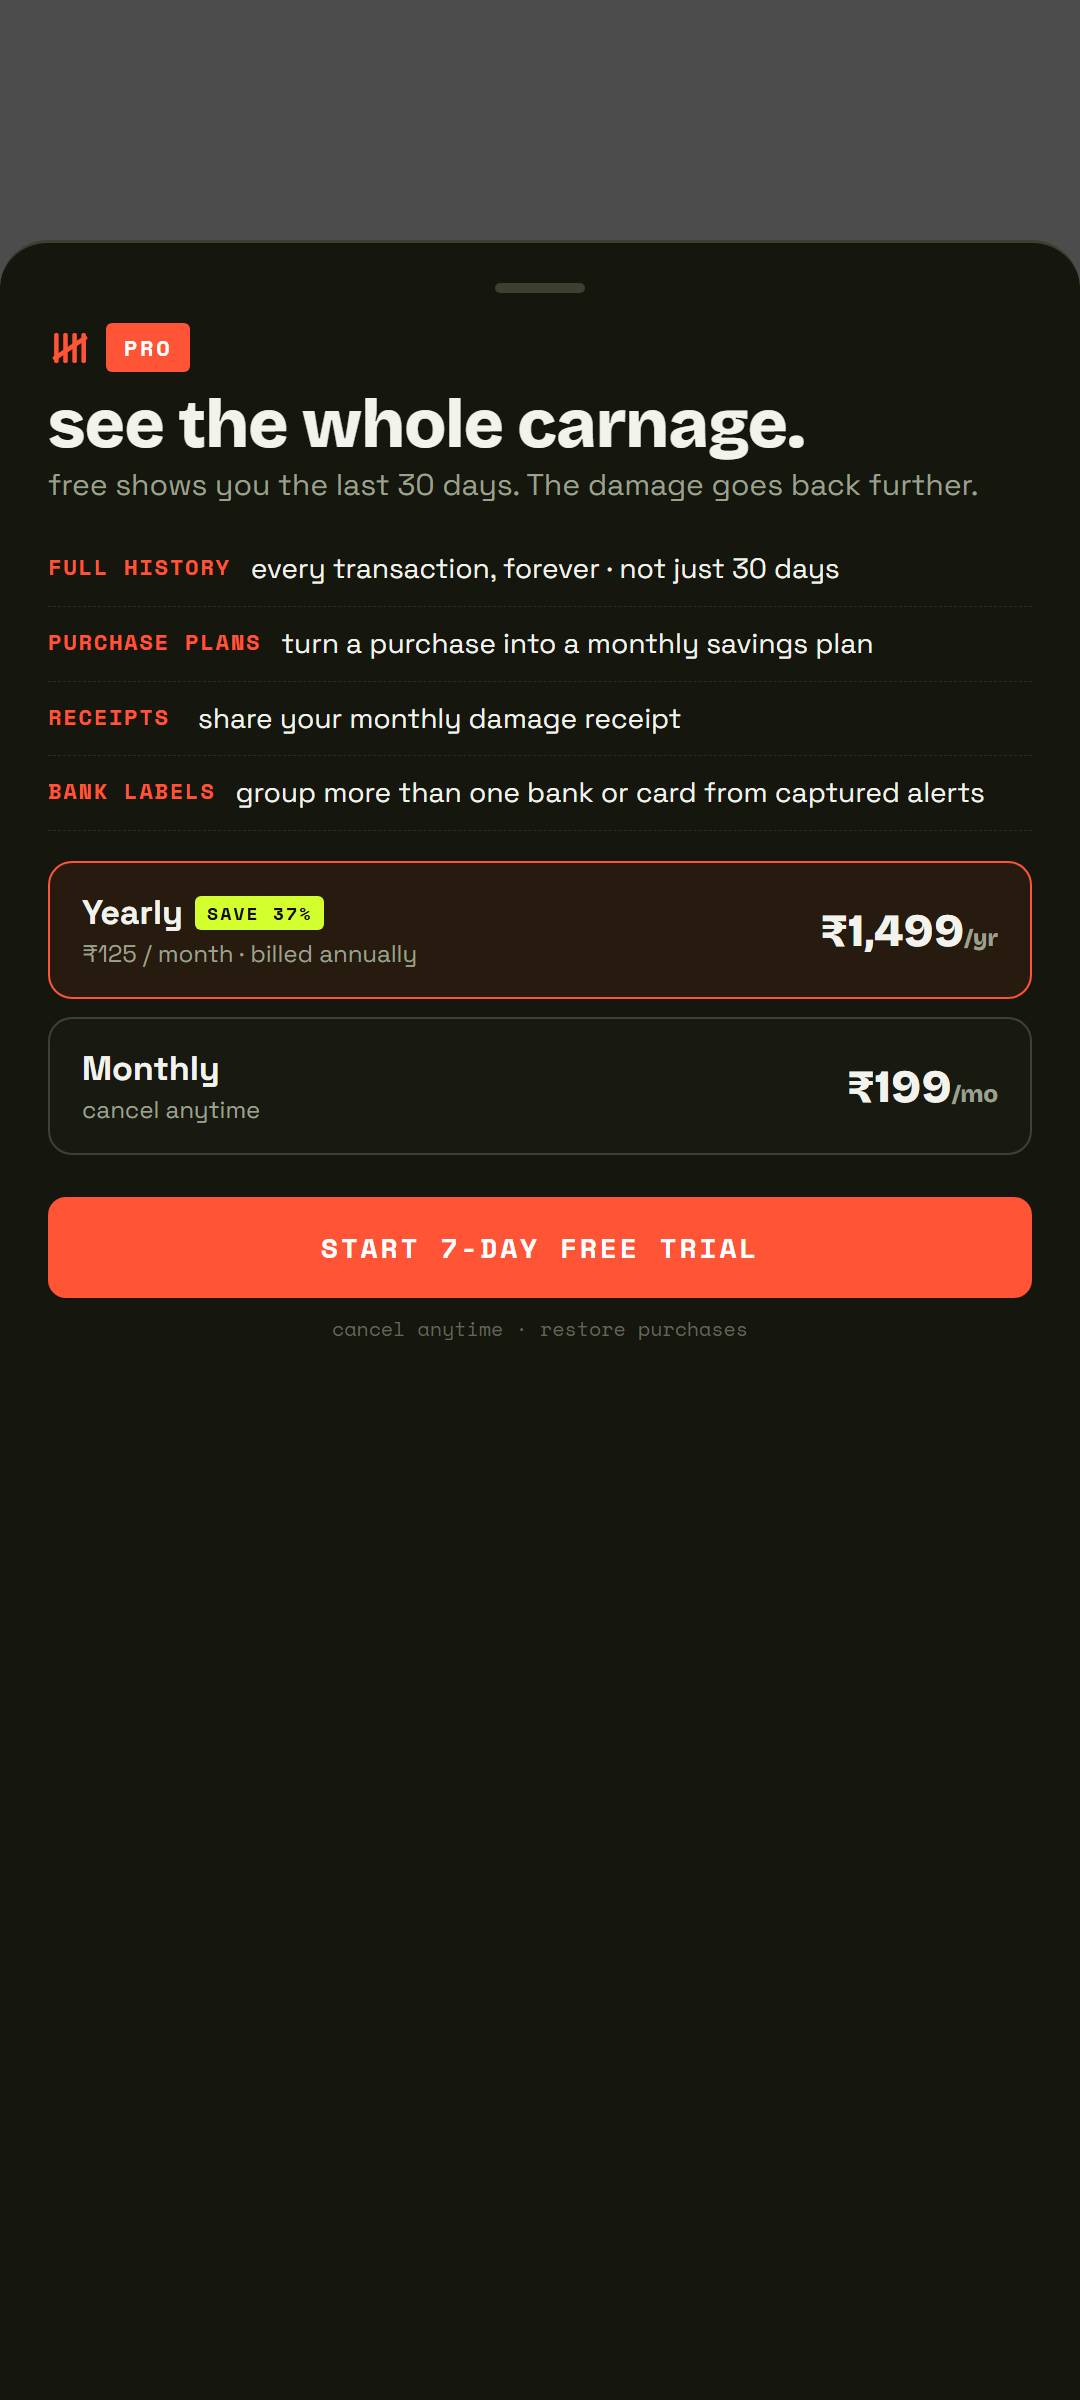 PRO
see the whole carnage.
free shows you the last 30 days. The damage goes back further.
FULL HISTORY every transaction, forever · not just 30 days
PURCHASE PLANS turn a purchase into a monthly savings plan
RECEIPTS share your monthly damage receipt
BANK LABELS group more than one bank or card from captured alerts
Yearly SAVE 37%
₹1,499/yr
₹125 / month · billed annually
Monthly
₹199/mo
cancel anytime
START 7-DAY FREE TRIAL
cancel anytime · restore purchases